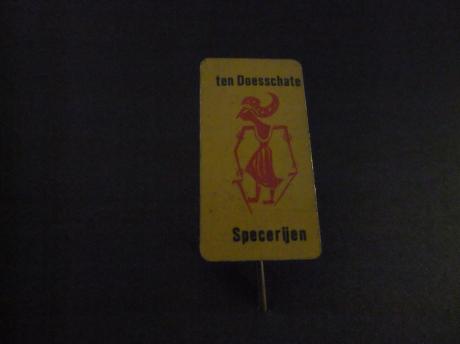 ten Doesschate
Specerijen